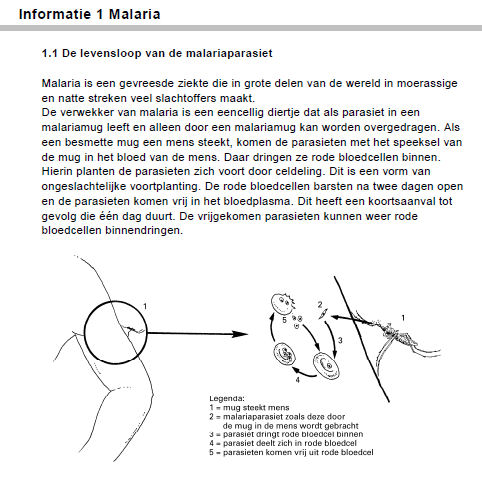 Informatie 1 Malaria
1.1 De levensloop van de malariaparasiet
Malaria is een gevreesde ziekte die in grote delen van de wereld in moerassige
en natte streken veel slachtoffers maakt.
De verwekker van malaria is een eencellig diertje dat als parasiet in een
malariamug leeft en alleen door een malariamug kan worden overgedragen. Als
een besmette mug een mens steekt, komen de parasieten met het speeksel van
de mug in het bloed van de mens. Daar dringen ze rode bloedcellen binnen.
Hierin planten de parasieten zich voort door celdeling. Dit is een vorm van
ongeslachtelijke voortplanting. De rode bloedcellen barsten na twee dagen open
en de parasieten komen vrij in het bloedplasma. Dit heeft een koortsaanval tot
gevolg die één dag duurt. De vrijgekomen parasieten kunnen weer rode
bloedcellen binnendringen.
1
2
1
5
3
4
Legenda:
1 = mug steekt mens
2 = malariaparasiet zoals deze door
de mug in de mens wordt gebracht
3 = parasiet dringt rode bloedcel binnen
4 = parasiet deelt zich in rode bloedcel
5 = parasieten komen vrij uit rode bloedcel